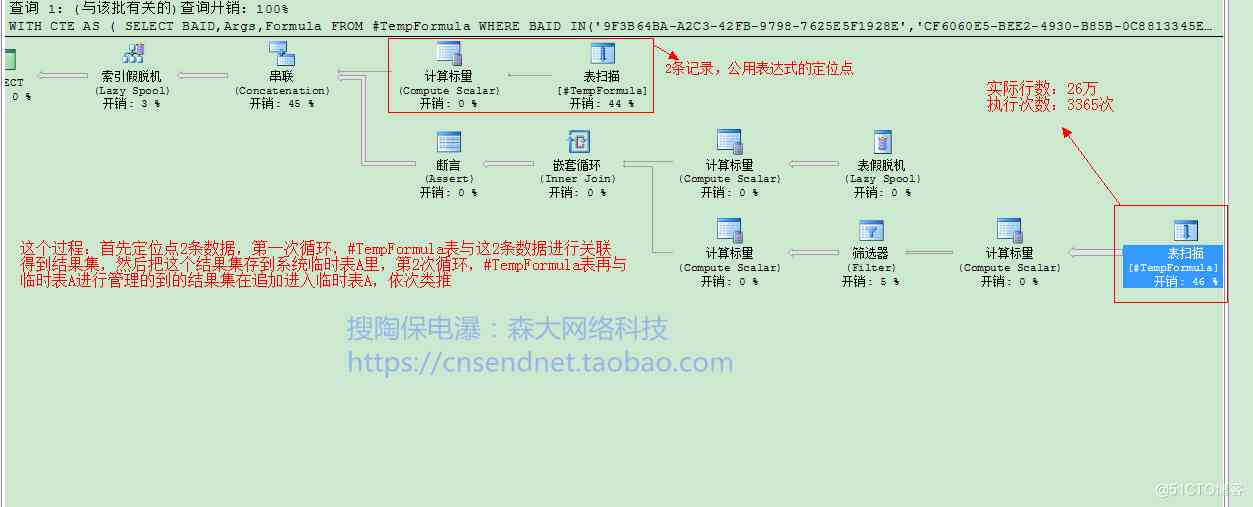 查询 1: (与该批有关的)查询开销: 100%
WITH CTE AS ( SELECT BAID,Args,Formula FROM #TempFormula WHERE BAID IN('9F3B64BA-A2C3-42FB-9798-7625E5F1928E','CF6060E5-BEE2-4930-B85B-0C8813345E…
ECT
0 %
索引假脱机
(Lazy Spool)
开销: 3 %
串联
(Concatenation)
开销: 45 %
计算标量
(Compute Scalar)
开销: 0 %
表扫描
[#TempFormula]
开销: 44 %
2条记录，公用表达式的定位点
实际行数：26万
执行次数：3365次
断言
(Assert)
开销: 0 %
嵌套循环
(Inner Join)
开销: 0 %
计算标量
(Compute Scalar)
开销: 0 %
表假脱机
(Lazy Spool)
开销: 0 %
计算标量
(Compute Scalar)
开销: 0 %
筛选器
(Filter)
开销: 5 %
计算标量
(Compute Scalar)
开销: 0 %
表扫描
[#TempFormula]
开销: 46 %
这个过程：首先定位点2条数据，第一次循环，#TempFormula表与这2条数据进行关联
得到结果集，然后把这个结果集存到系统临时表A里，第2次循环，#TempFormula表再与
临时表A进行管理的到的结果集在追加进入临时表A，依次类推
搜陶保电瀑：森大网络科技
https://cnsendnet.taobao.com
@51CTO博客